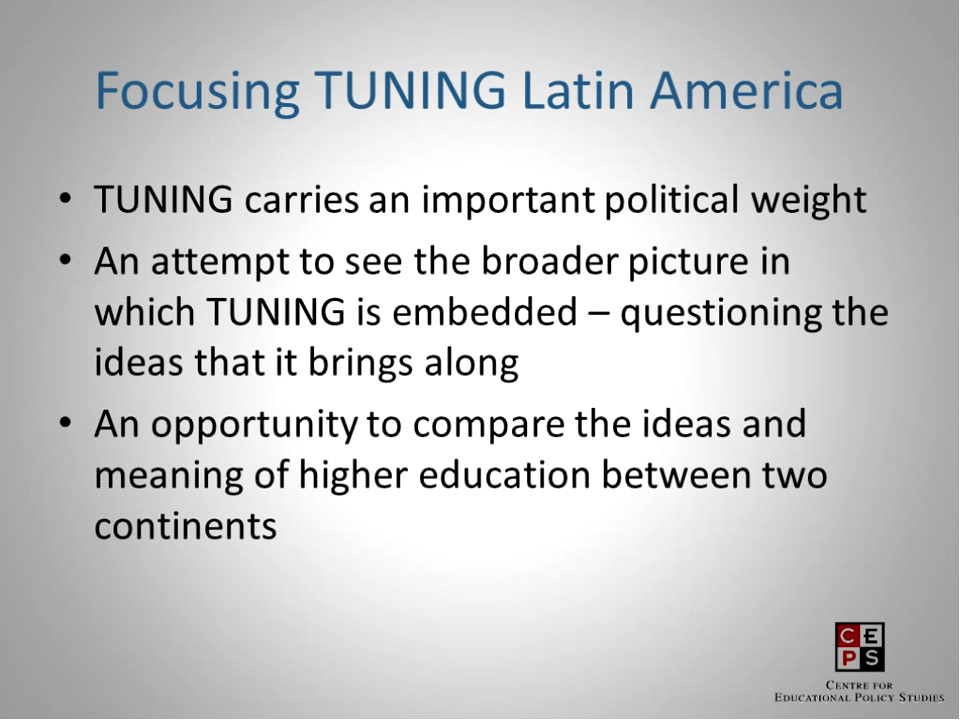 Focusing TUNING Latin America
• TUNING carries an important political weight
• An attempt to see the broader picture in
which TUNING is embedded – questioning the
ideas that it brings along
• An opportunity to compare the ideas and
meaning of higher education between two
continents
C E
P S
CENTRE FOR
EDUCATIONAL POLICY STUDIES